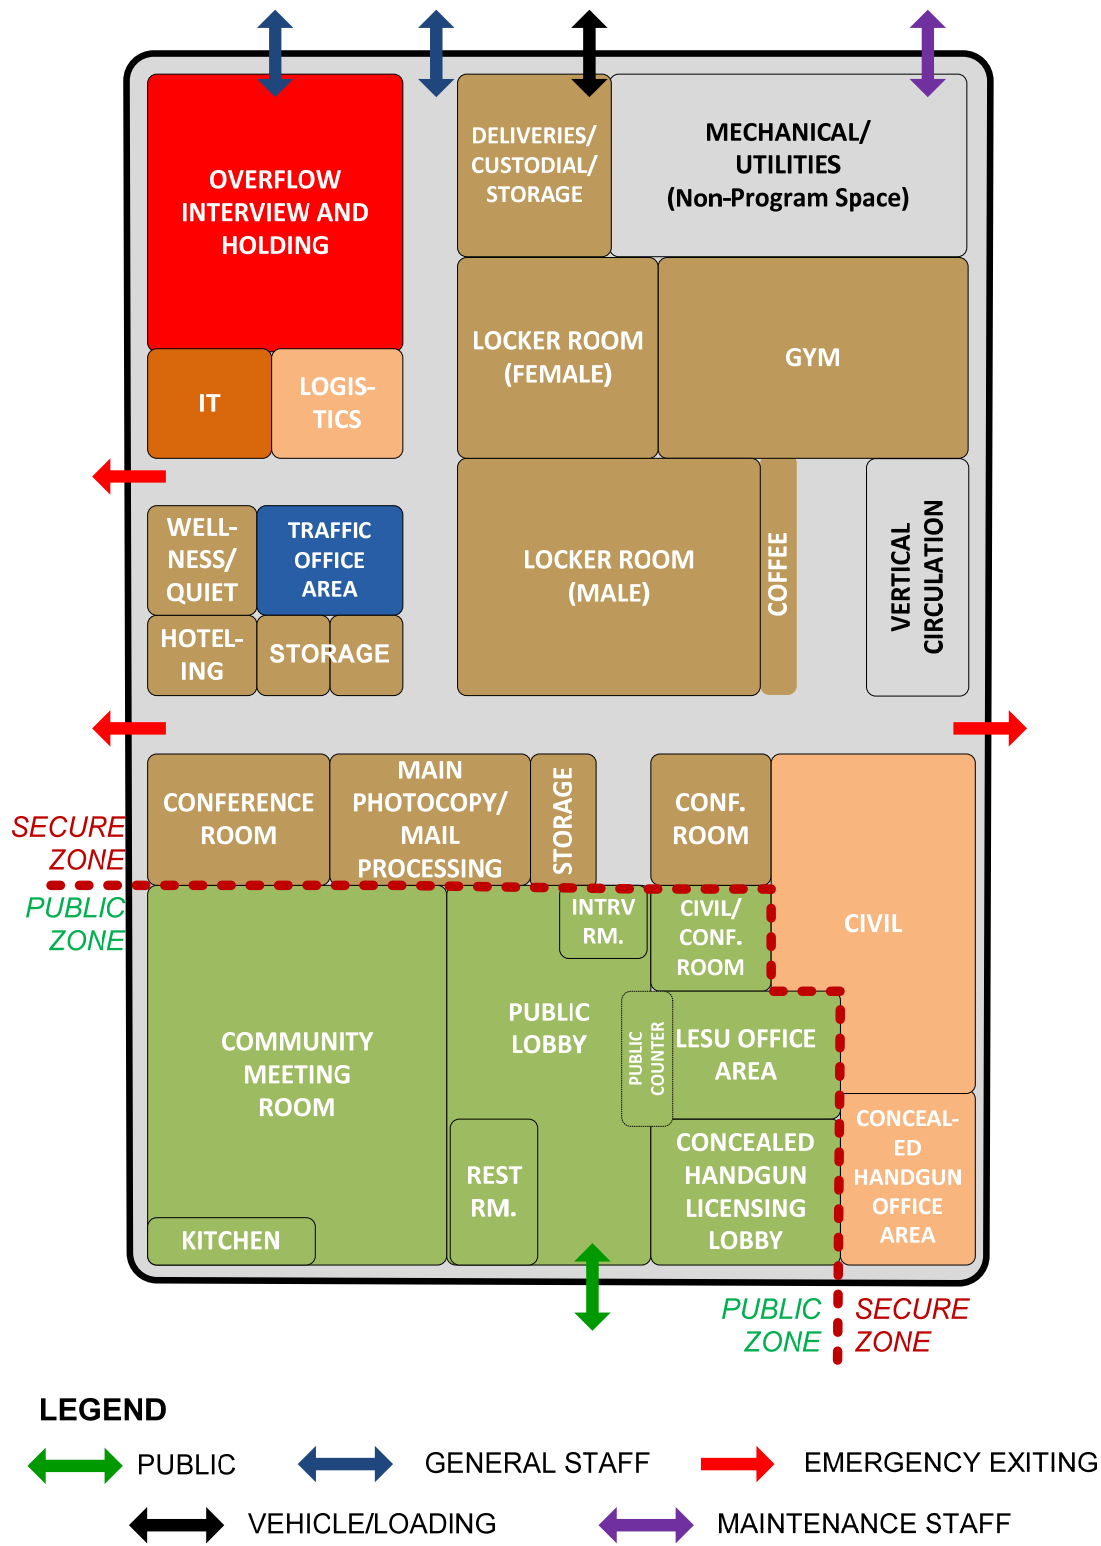 OVERFLOW
INTERVIEW AND
HOLDING
DELIVERIES/
CUSTODIAL/
STORAGE
MECHANICAL/
UTILITIES
(Non-Program Space)
LOCKER ROOM
(FEMALE)
GYM
IT
LOGIS-
TICS
WELL-
NESS/
QUIET
TRAFFIC
OFFICE
AREA
LOCKER ROOM
(MALE)
COFFEE
VERTICAL
CIRCULATION
HOTEL-
ING
STORAGE
CONFERENCE
ROOM
MAIN
PHOTOCOPY/
MAIL
PROCESSING
STORAGE
CONF.
ROOM
SECURE
ZONE
PUBLIC
ZONE
INTRV
RM.
CIVIL/
CONF.
ROOM
CIVIL
COMMUNITY
MEETING
ROOM
PUBLIC
LOBBY
PUBLIC
COUNTER
LESU OFFICE
AREA
REST
RM.
CONCEALED
HANDGUN
LICENSING
LOBBY
CONCEAL-
ED
HANDGUN
OFFICE
AREA
KITCHEN
PUBLIC
ZONE
SECURE
ZONE
LEGEND
PUBLIC
GENERAL STAFF
EMERGENCY EXITING
VEHICLE/LOADING
MAINTENANCE STAFF